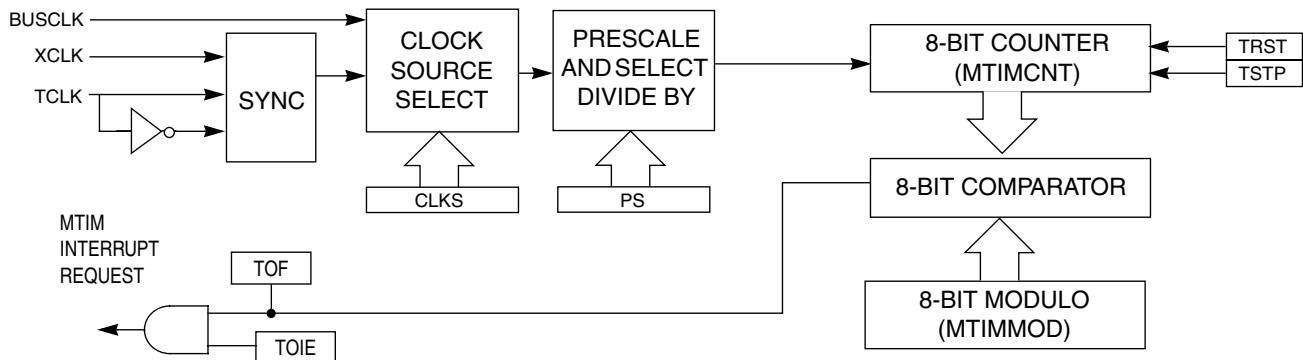 BUSCLK
XCLK
TCLK
SYNC
CLOCK
SOURCE
SELECT
PRESCALE
AND SELECT
DIVIDE BY
8-BIT COUNTER
(MTIMCNT)
TRST
TSTP
CLKS
PS
8-BIT COMPARATOR
MTIM
INTERRUPT
REQUEST
TOF
TOIE
8-BIT MODULO
(MTIMMOD)